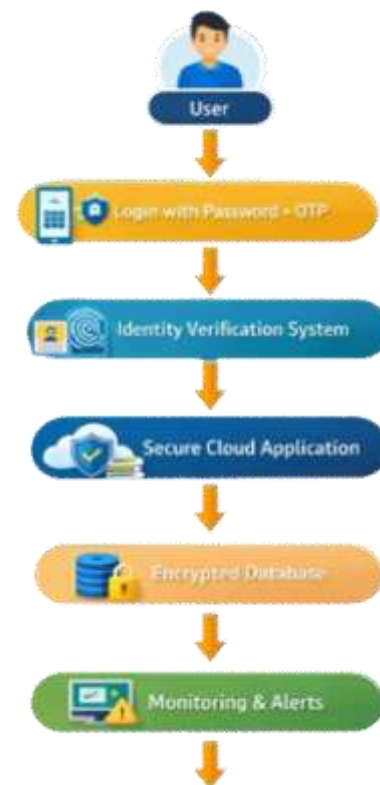 User
Login with Password • OTP
Identity Verification System
Secure Cloud Application
Encrypted Database
Monitoring & Alerts